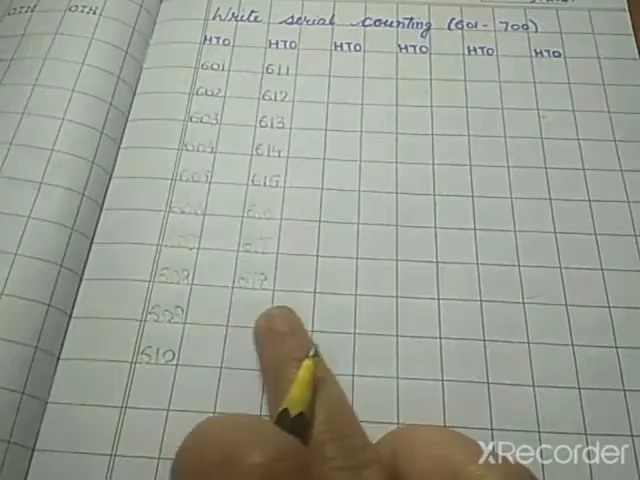 Write serial counting (601-700)
HTO HTO HTO HTO HTO HTO
601 611
602 612
603 613
604 614
605 615
618
609
610
XRecorder